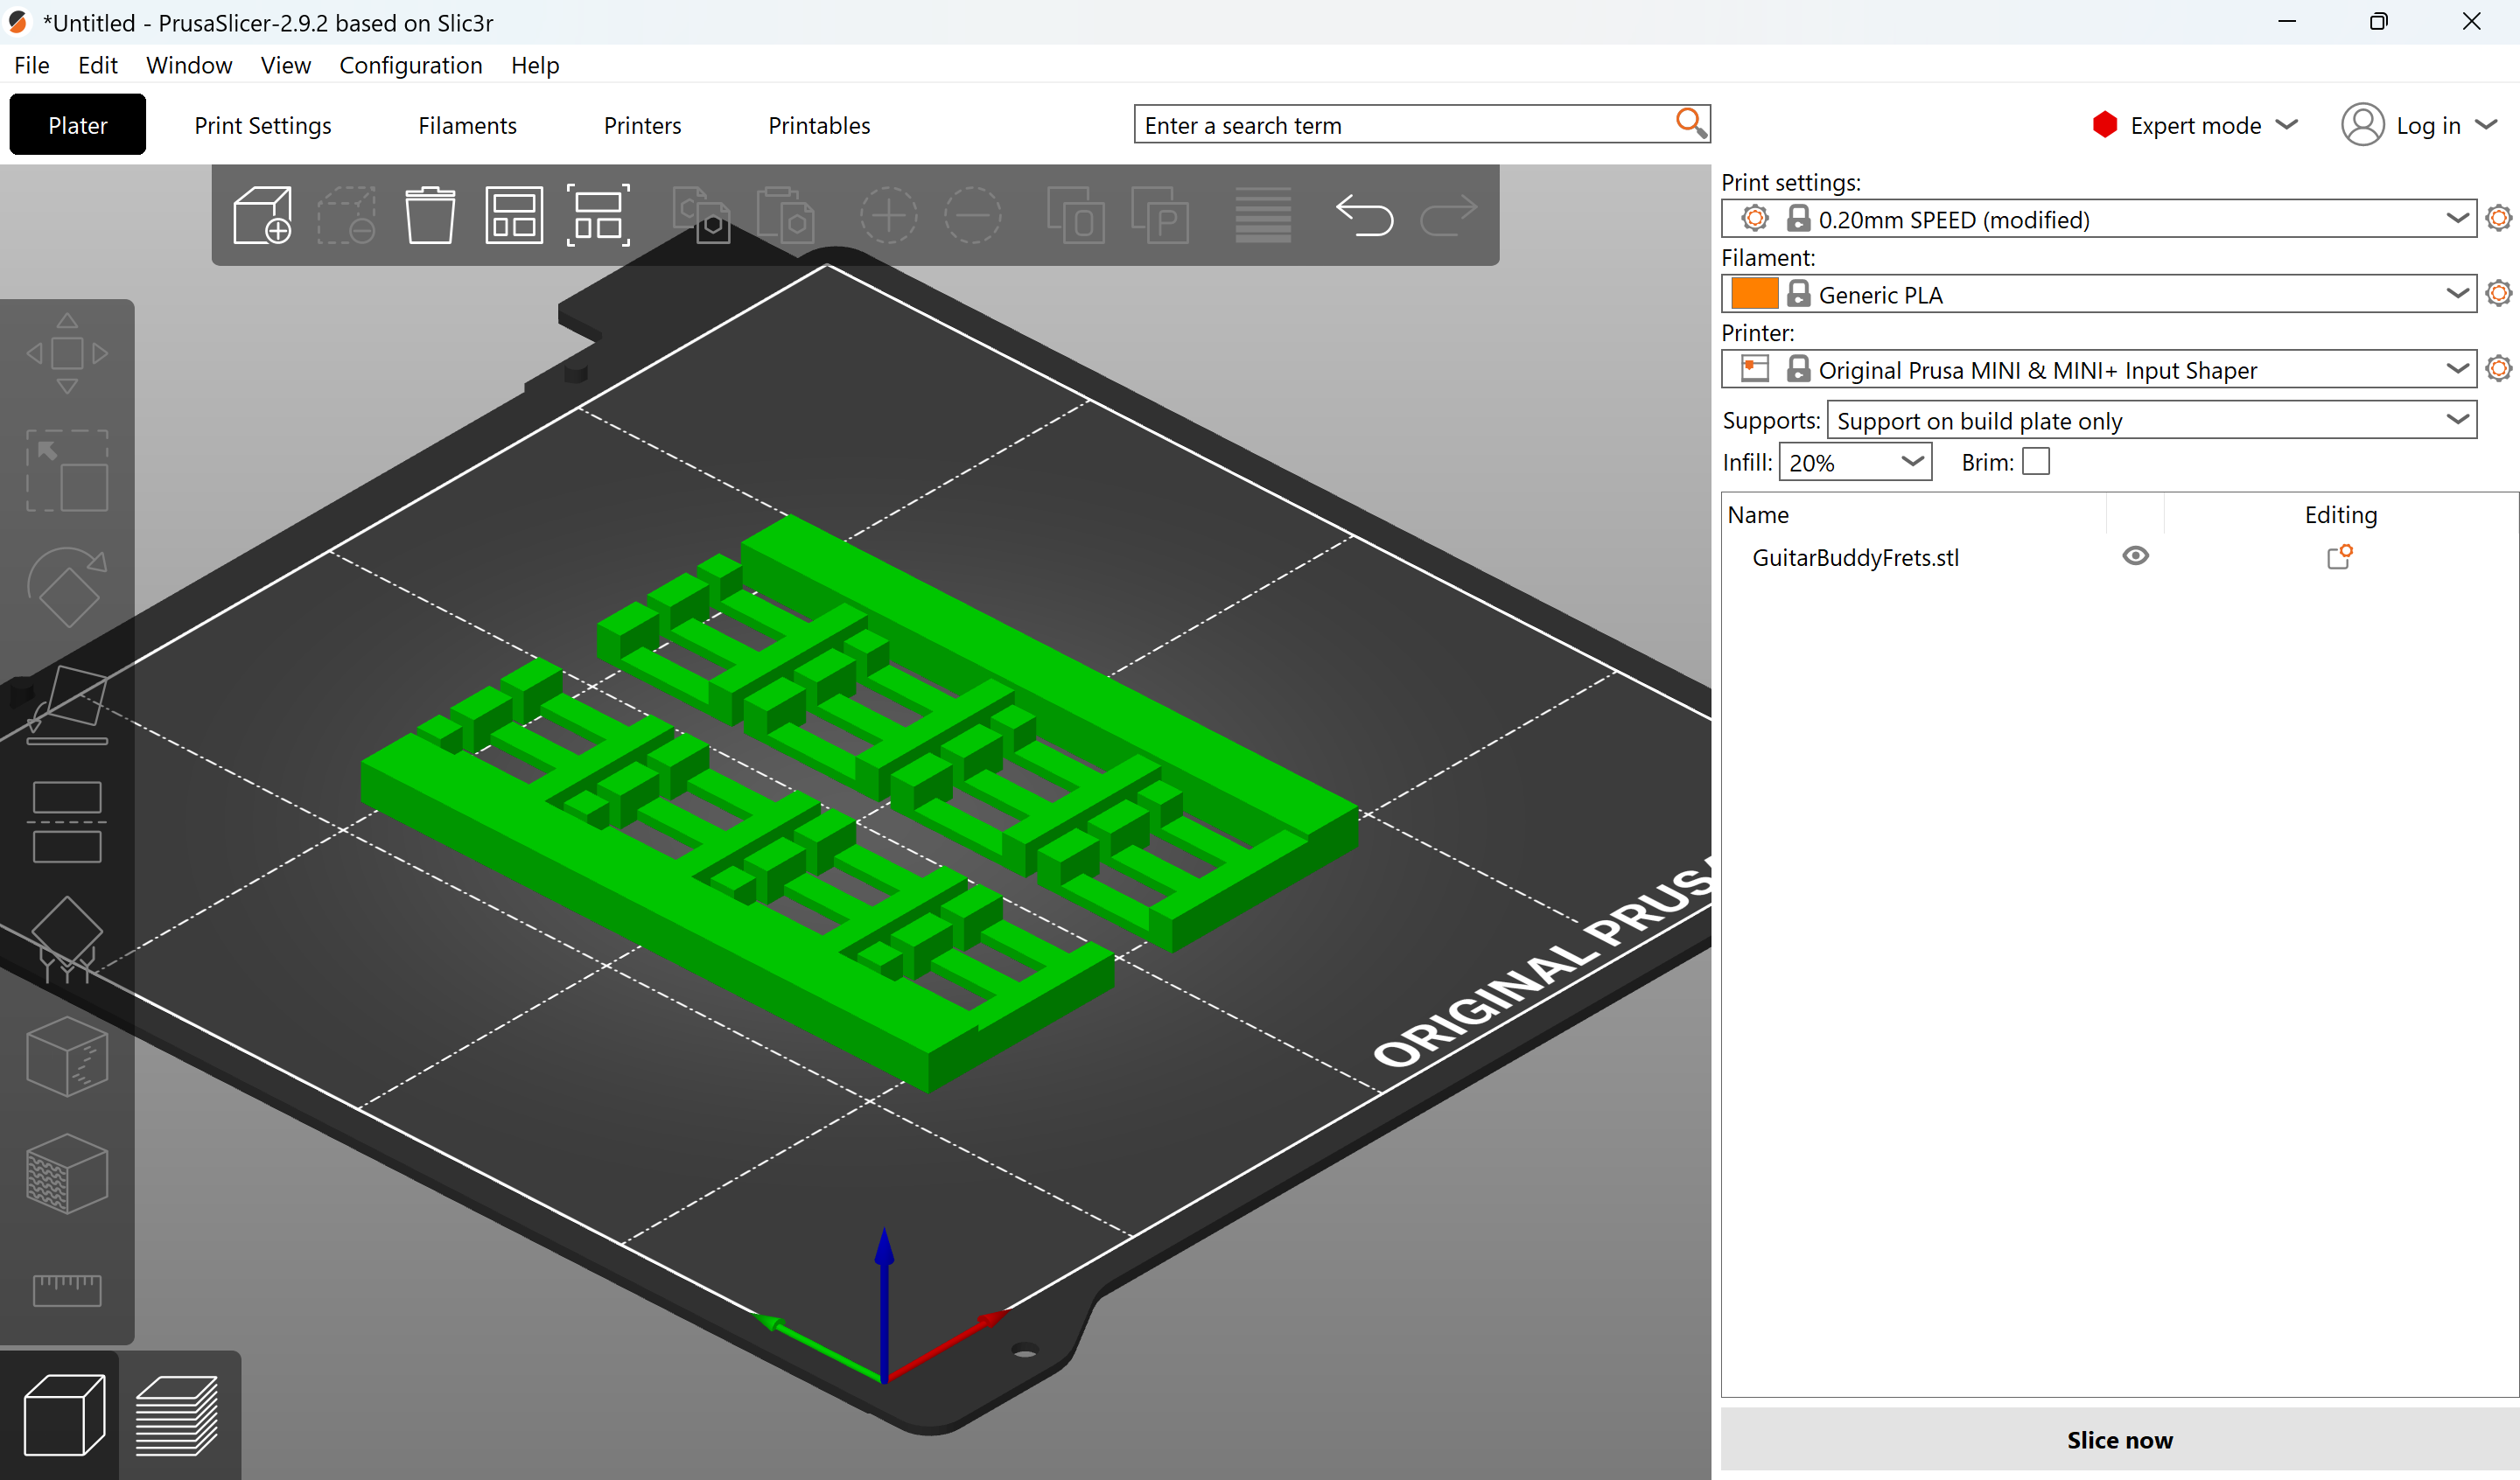 *Untitled - PrusaSlicer-2.9.2 based on Slic3r
File Edit Window View Configuration Help
Plater Print Settings Filaments Printers Printables Enter a search term Expert mode Log in
Print settings:
0.20mm SPEED (modified)
Filament:
Generic PLA
Printer:
Original Prusa MINI & MINI+ Input Shaper
Supports: Support on build plate only
Infill: 20% Brim:
Name Editing
GuitarBuddyFrets.stl
ORIGINAL PRUS
Slice now